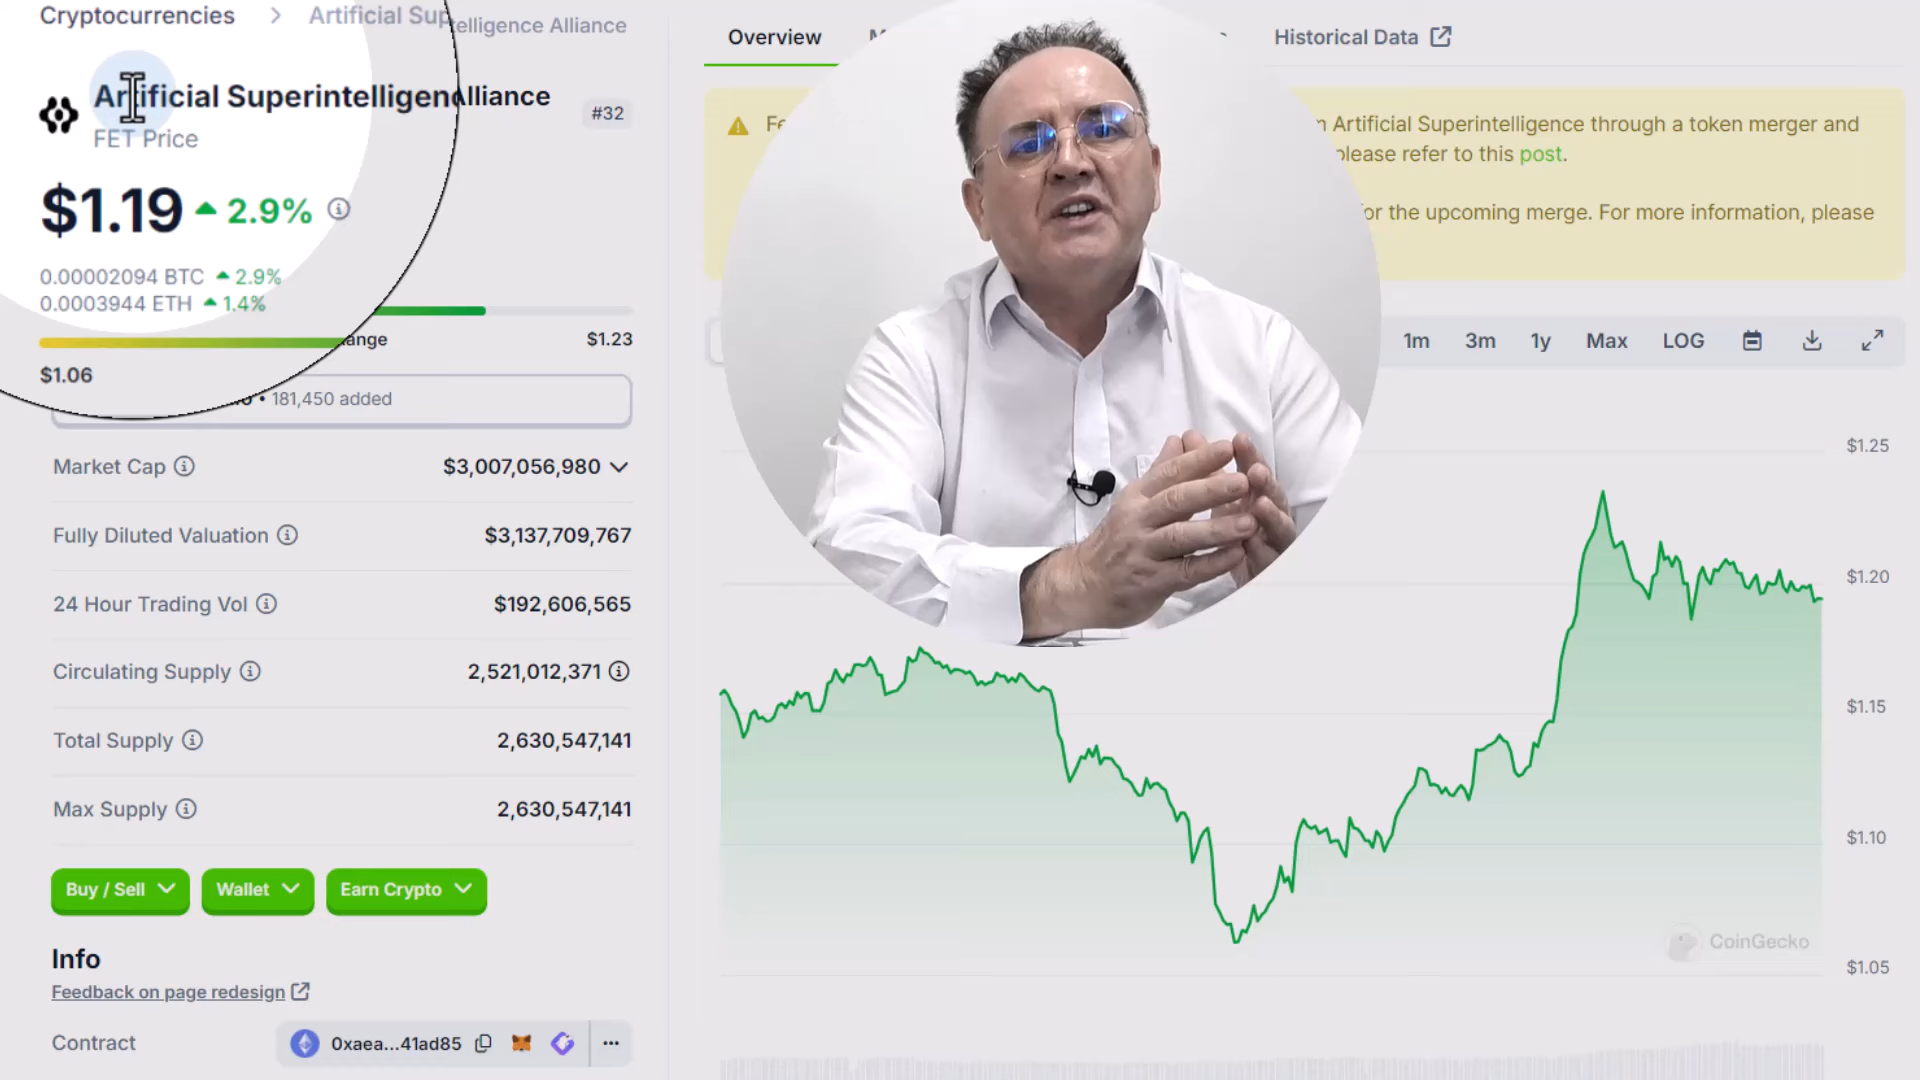 Cryptocurrencies > Artificial Sup elligence Alliance
Artificial Superintelligen Alliance
#32
FET Price
$1.19 2.9%
0.00002094 BTC 2.9%
0.0003944 ETH 1.4%
ange $1.23
$1.06
181,450 added
Market Cap $3,007,056,980
Fully Diluted Valuation $3,137,709,767
24 Hour Trading Vol $192,606,565
Circulating Supply 2,521,012,371
Total Supply 2,630,547,141
Max Supply 2,630,547,141
Buy / Sell Wallet Earn Crypto
Info
Feedback on page redesign
Contract 0xaea...41ad85
Overview M Historical Data
Fe n Artificial Superintelligence through a token merger and
please refer to this post.
or the upcoming merge. For more information, please
1m 3m 1y Max LOG
$1.25
$1.20
$1.15
$1.10
CoinGecko
$1.05